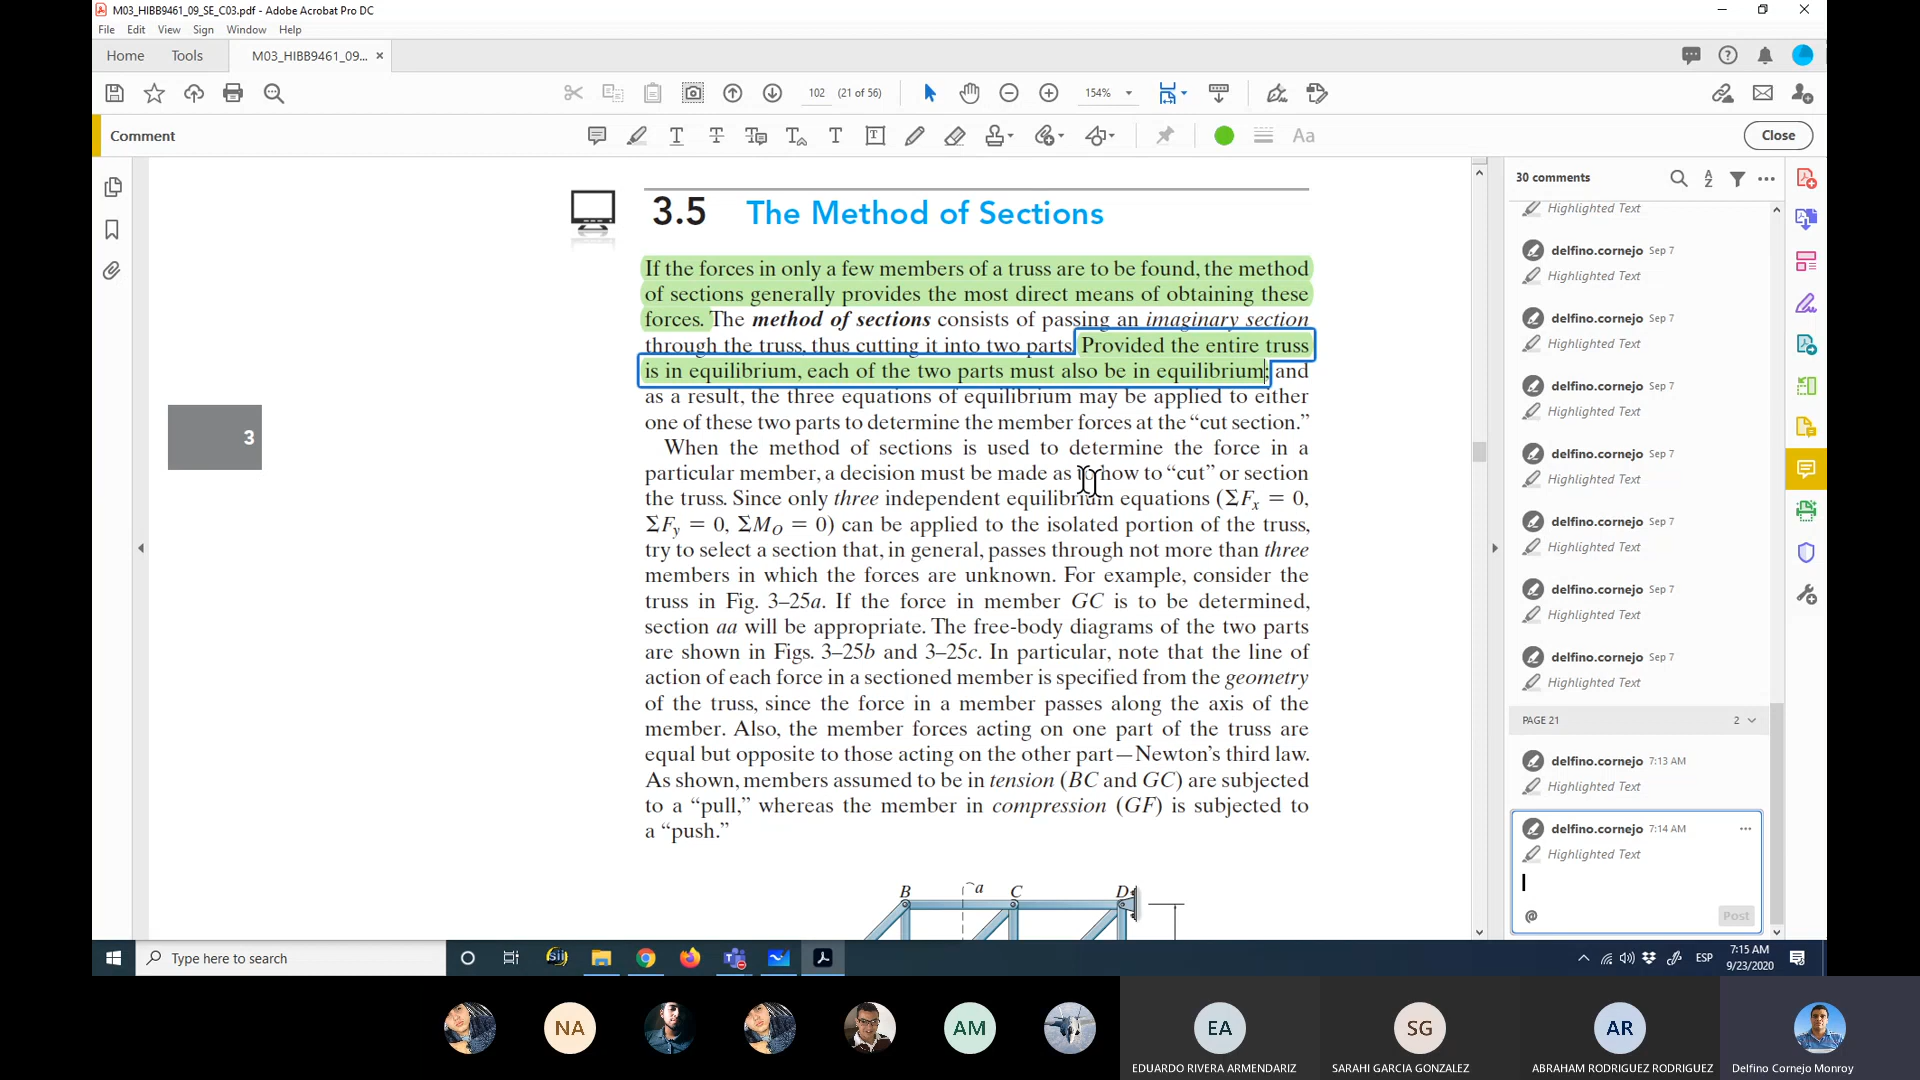 M03_HIBB9461_09_SE_C03.pdf - Adobe Acrobat Pro DC
File Edit View Sign Window Help
Home Tools M03_HIBB9461_09... ×
102 (21 of 56) 154%
Comment
Aa
Close
3.5 The Method of Sections
If the forces in only a few members of a truss are to be found, the method
of sections generally provides the most direct means of obtaining these
forces. The method of sections consists of passing an imaginary section
through the truss, thus cutting it into two parts. Provided the entire truss
is in equilibrium, each of the two parts must also be in equilibrium; and
as a result, the three equations of equilibrium may be applied to either
one of these two parts to determine the member forces at the “cut section.”
When the method of sections is used to determine the force in a
particular member, a decision must be made as to how to “cut” or section
the truss. Since only three independent equilibrium equations (ΣFx = 0,
ΣFy = 0, ΣMO = 0) can be applied to the isolated portion of the truss,
try to select a section that, in general, passes through not more than three
members in which the forces are unknown. For example, consider the
truss in Fig. 3–25a. If the force in member GC is to be determined,
section aa will be appropriate. The free-body diagrams of the two parts
are shown in Figs. 3–25b and 3–25c. In particular, note that the line of
action of each force in a sectioned member is specified from the geometry
of the truss, since the force in a member passes along the axis of the
member. Also, the member forces acting on one part of the truss are
equal but opposite to those acting on the other part—Newton’s third law.
As shown, members assumed to be in tension (BC and GC) are subjected
to a “pull,” whereas the member in compression (GF) is subjected to
a “push.”
3
B a C D
30 comments
Highlighted Text
delfino.cornejo Sep 7
Highlighted Text
delfino.cornejo Sep 7
Highlighted Text
delfino.cornejo Sep 7
Highlighted Text
delfino.cornejo Sep 7
Highlighted Text
delfino.cornejo Sep 7
Highlighted Text
delfino.cornejo Sep 7
Highlighted Text
delfino.cornejo Sep 7
Highlighted Text
PAGE 21 2
delfino.cornejo 7:13 AM
Highlighted Text
delfino.cornejo 7:14 AM
Highlighted Text
@ Post
Type here to search
sii
ESP
7:15 AM
9/23/2020
NA
AM
EA
SG
AR
EDUARDO RIVERA ARMENDARIZ
SARAHI GARCIA GONZALEZ
ABRAHAM RODRIGUEZ RODRIGUEZ
Delfino Cornejo Monroy